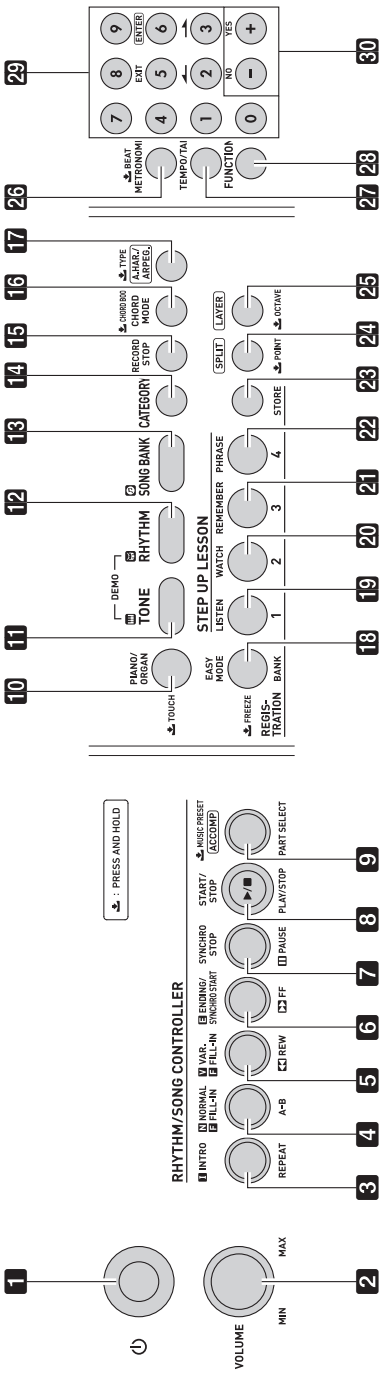 1
2
VOLUME
MIN
MAX
: PRESS AND HOLD
RHYTHM/SONG CONTROLLER
I INTRO
N NORMAL
F FILL-IN
V VAR.
F FILL-IN
E ENDING/
SYNCHRO START
SYNCHRO
STOP
START/
STOP
MUSIC PRESET
ACCOMP
REPEAT
A-B
REW
FF
PAUSE
PLAY/STOP
PART SELECT
3
4
5
6
7
8
9
10
11
12
13
14
15
16
17
PIANO/
ORGAN
TOUCH
DEMO
TONE
RHYTHM
SONG BANK
CATEGORY
RECORD
STOP
CHORD BOO
CHORD
MODE
TYPE
A.HAR./
ARPEG.
STEP UP LESSON
EASY
MODE
LISTEN
WATCH
REMEMBER
PHRASE
SPLIT
LAYER
FREEZE
REGIS-
TRATION
BANK
1
2
3
4
STORE
POINT
OCTAVE
18
19
20
21
22
23
24
25
26
27
28
29
30
BEAT
METRONOM
TEMPO/TA
FUNCTION
7
8
9
EXIT
ENTER
4
5
6
1
2
3
NO
YES
0
-
+